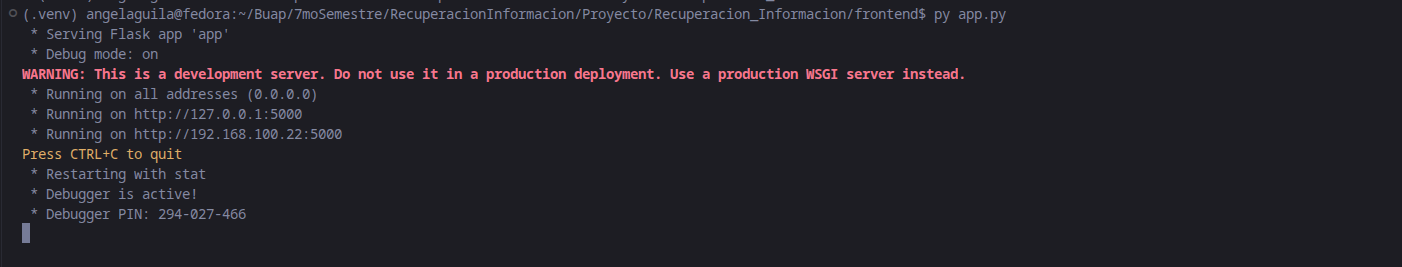 (.venv) angelaguila@fedora:~/Buap/7moSemestre/RecuperacionInformacion/Proyecto/Recuperacion_Informacion/frontend$ py app.py
 * Serving Flask app 'app'
 * Debug mode: on
WARNING: This is a development server. Do not use it in a production deployment. Use a production WSGI server instead.
 * Running on all addresses (0.0.0.0)
 * Running on http://127.0.0.1:5000
 * Running on http://192.168.100.22:5000
Press CTRL+C to quit
 * Restarting with stat
 * Debugger is active!
 * Debugger PIN: 294-027-466